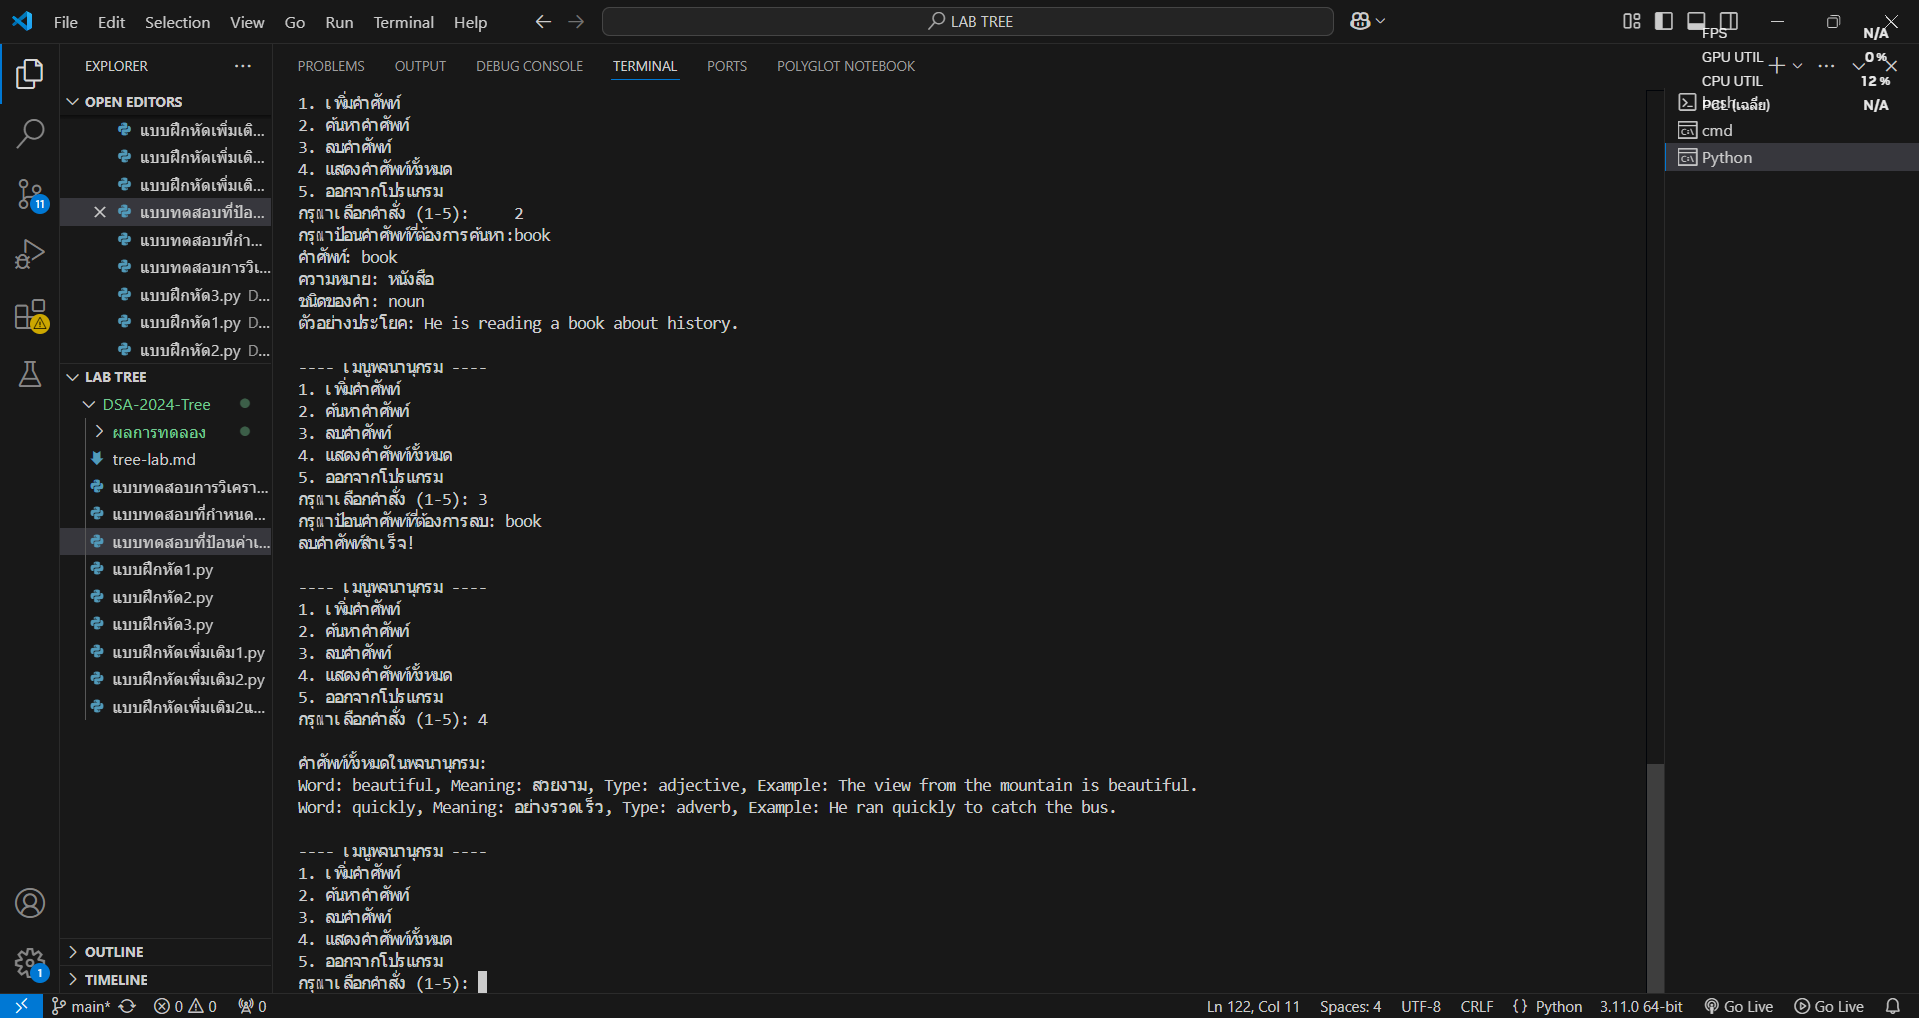 File Edit Selection View Go Run Terminal Help
LAB TREE
FPS N/A
GPU UTIL 0 %
CPU UTIL 12 %
(เฉลี่ย) N/A
EXPLORER
OPEN EDITORS
แบบฝึกหัดเพิ่มเติ...
แบบฝึกหัดเพิ่มเติ...
แบบฝึกหัดเพิ่มเติ...
แบบทดสอบที่ป้อ...
แบบทดสอบที่กำ...
แบบทดสอบการวิเ...
แบบฝึกหัด3.py D...
แบบฝึกหัด1.py D...
แบบฝึกหัด2.py D...
LAB TREE
DSA-2024-Tree
ผลการทดลอง
tree-lab.md
แบบทดสอบการวิเครา...
แบบทดสอบที่กำหนด...
แบบทดสอบที่ป้อนค่าเ...
แบบฝึกหัด1.py
แบบฝึกหัด2.py
แบบฝึกหัด3.py
แบบฝึกหัดเพิ่มเติม1.py
แบบฝึกหัดเพิ่มเติม2.py
แบบฝึกหัดเพิ่มเติม2แ...
OUTLINE
TIMELINE
11
1
PROBLEMS OUTPUT DEBUG CONSOLE TERMINAL PORTS POLYGLOT NOTEBOOK
1. เพิ่มคำศัพท์
2. ค้นหาคำศัพท์
3. ลบคำศัพท์
4. แสดงคำศัพท์ทั้งหมด
5. ออกจากโปรแกรม
กรุณาเลือกคำสั่ง (1-5):     2
กรุณาป้อนคำศัพท์ที่ต้องการค้นหา:book
คำศัพท์: book
ความหมาย: หนังสือ
ชนิดของคำ: noun
ตัวอย่างประโยค: He is reading a book about history.
---- เมนูพจนานุกรม ----
1. เพิ่มคำศัพท์
2. ค้นหาคำศัพท์
3. ลบคำศัพท์
4. แสดงคำศัพท์ทั้งหมด
5. ออกจากโปรแกรม
กรุณาเลือกคำสั่ง (1-5): 3
กรุณาป้อนคำศัพท์ที่ต้องการลบ: book
ลบคำศัพท์สำเร็จ!
---- เมนูพจนานุกรม ----
1. เพิ่มคำศัพท์
2. ค้นหาคำศัพท์
3. ลบคำศัพท์
4. แสดงคำศัพท์ทั้งหมด
5. ออกจากโปรแกรม
กรุณาเลือกคำสั่ง (1-5): 4
คำศัพท์ทั้งหมดในพจนานุกรม:
Word: beautiful, Meaning: สวยงาม, Type: adjective, Example: The view from the mountain is beautiful.
Word: quickly, Meaning: อย่างรวดเร็ว, Type: adverb, Example: He ran quickly to catch the bus.
---- เมนูพจนานุกรม ----
1. เพิ่มคำศัพท์
2. ค้นหาคำศัพท์
3. ลบคำศัพท์
4. แสดงคำศัพท์ทั้งหมด
5. ออกจากโปรแกรม
กรุณาเลือกคำสั่ง (1-5):
cmd
Python
main* 0 0 0
Ln 122, Col 11 Spaces: 4 UTF-8 CRLF {} Python 3.11.0 64-bit Go Live Go Live